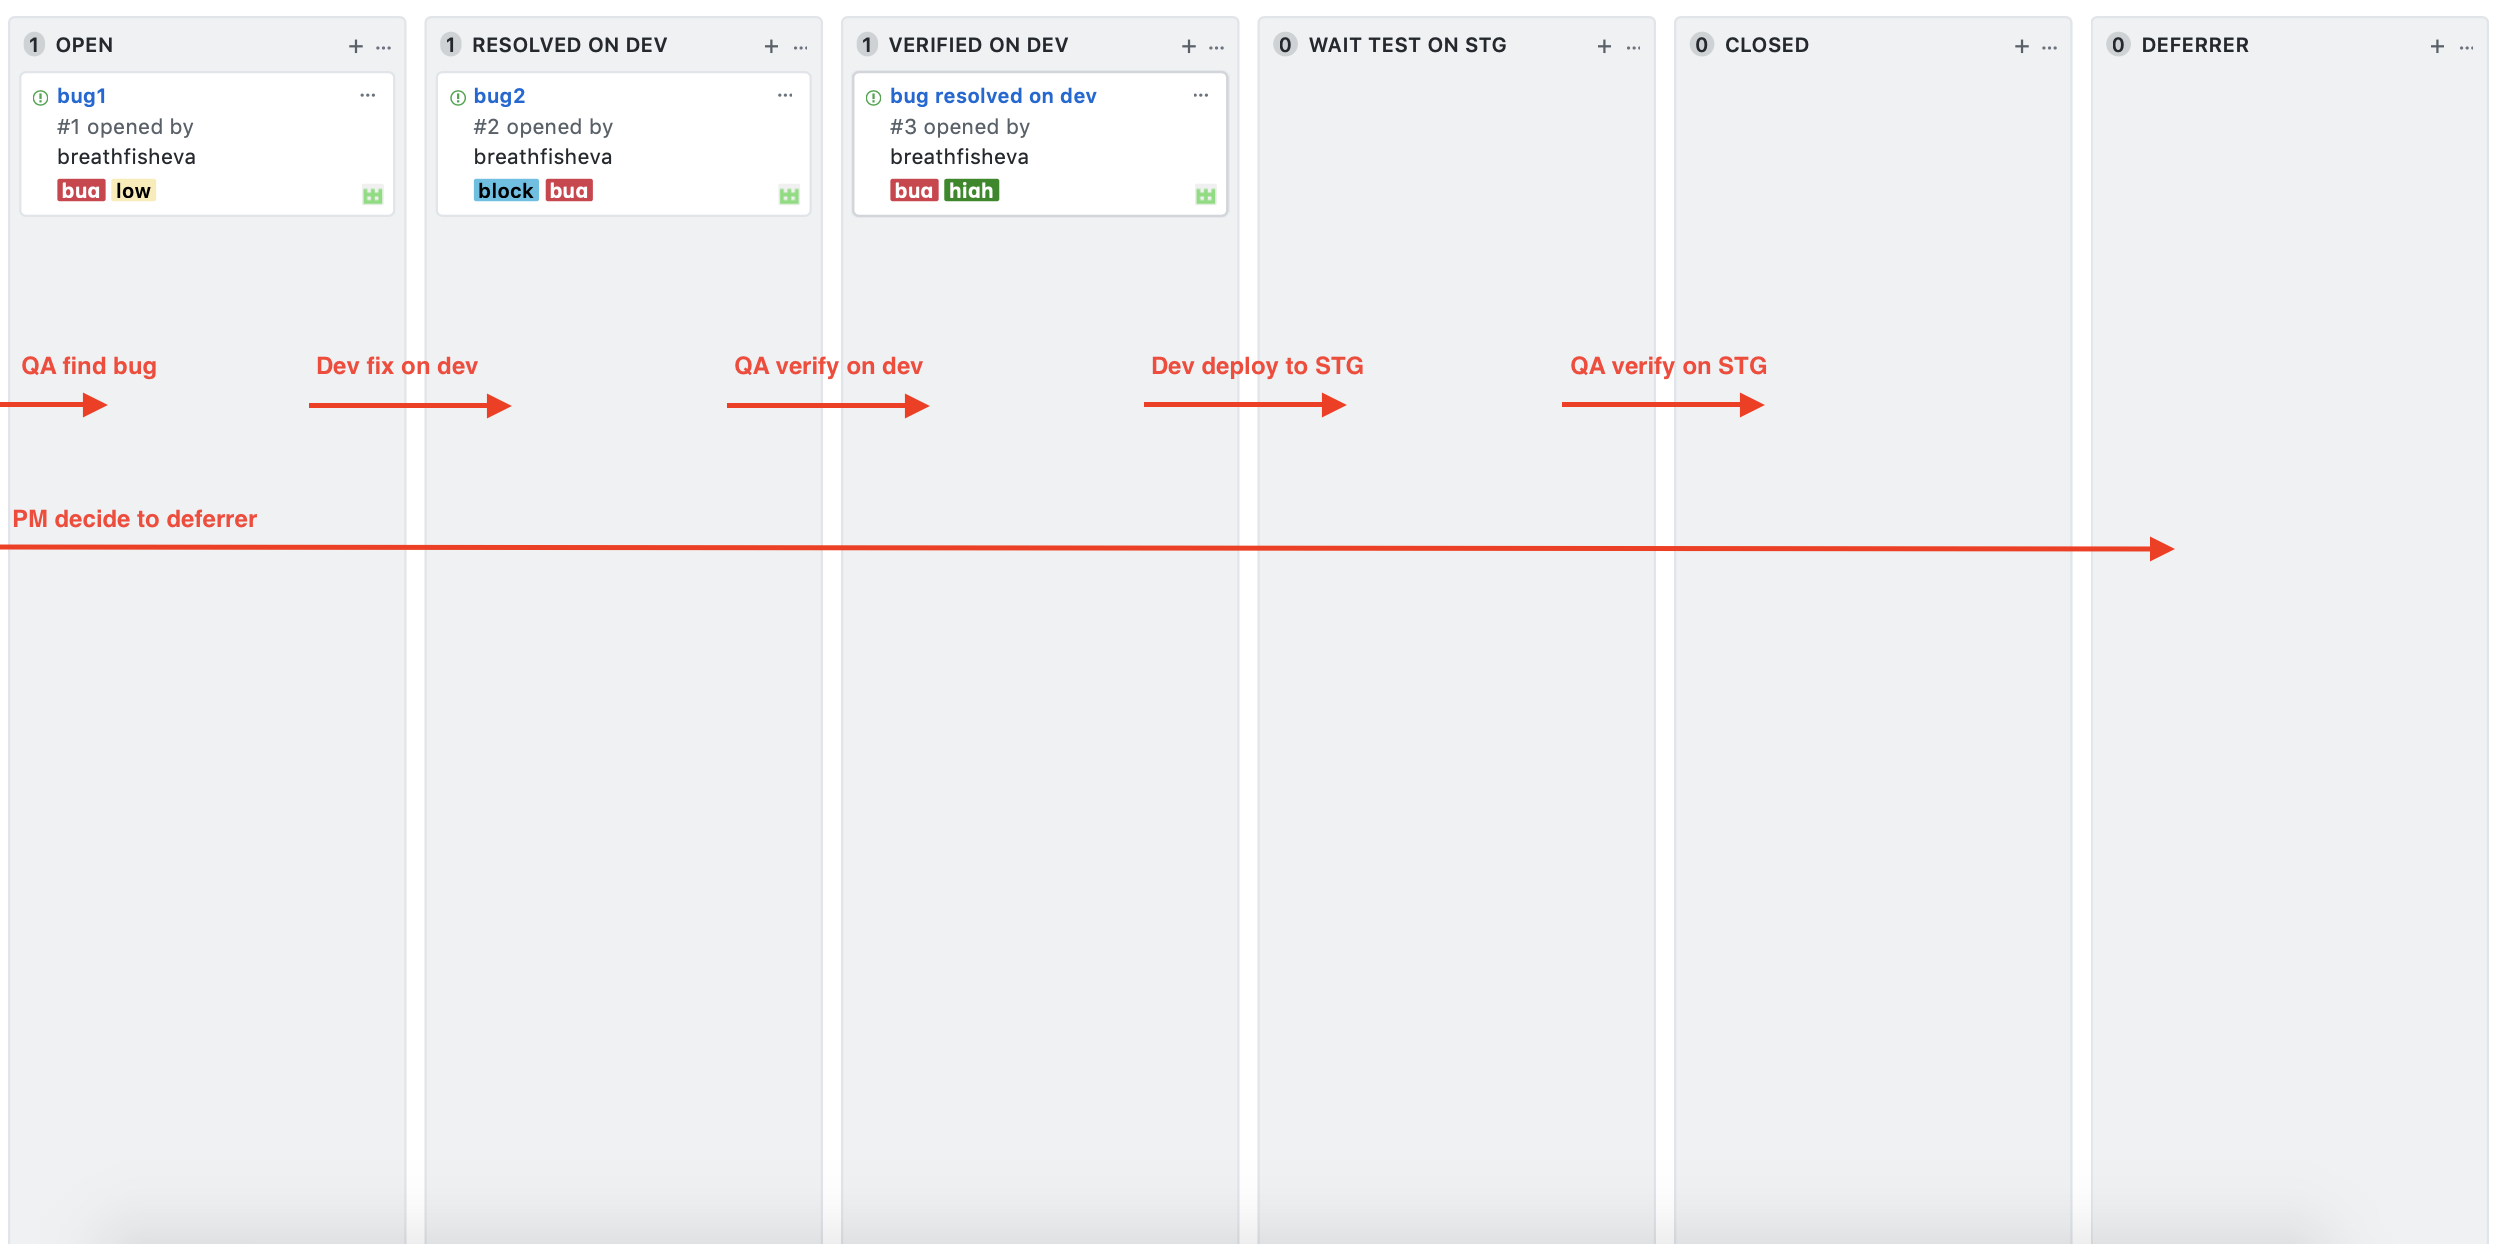 1 OPEN
bug1
#1 opened by
breathfisheva
bug low
1 RESOLVED ON DEV
bug2
#2 opened by
breathfisheva
block bug
1 VERIFIED ON DEV
bug resolved on dev
#3 opened by
breathfisheva
bug high
0 WAIT TEST ON STG
0 CLOSED
0 DEFERRER
QA find bug
Dev fix on dev
QA verify on dev
Dev deploy to STG
QA verify on STG
PM decide to deferrer